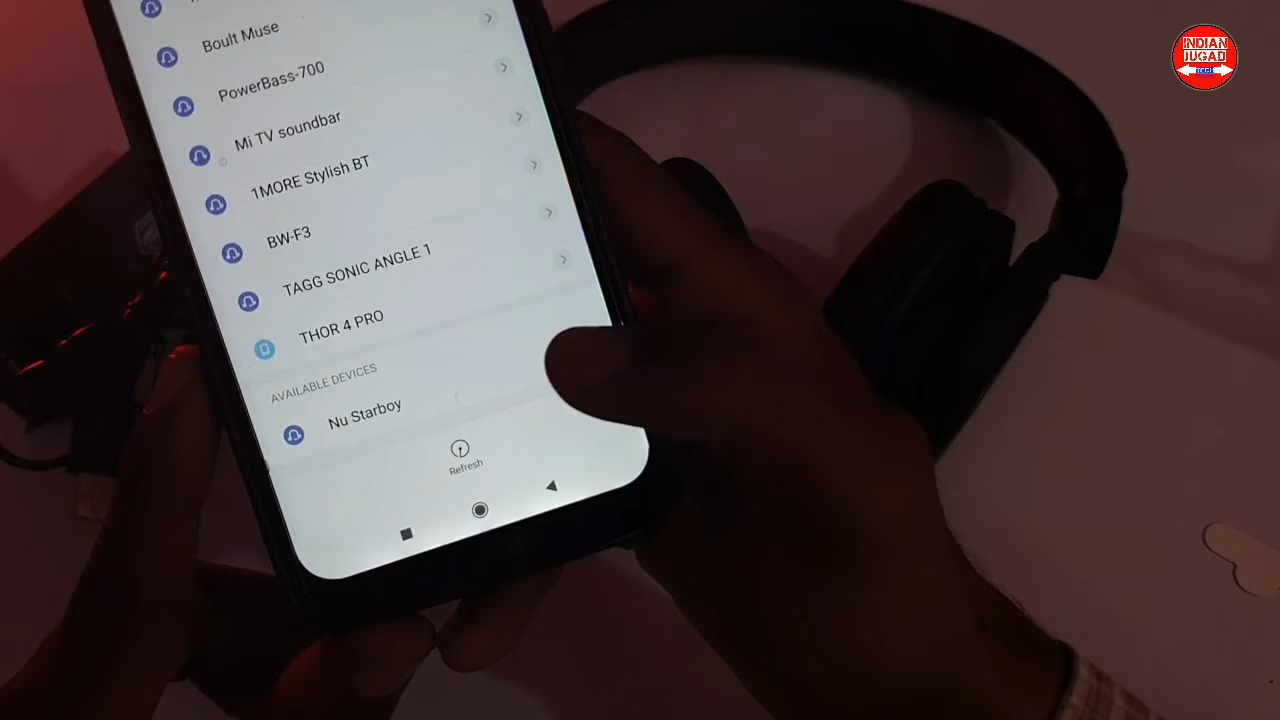 Boult Muse
PowerBass-700
Mi TV soundbar
1MORE Stylish BT
BW-F3
TAGG SONIC ANGLE 1
THOR 4 PRO
AVAILABLE DEVICES
Nu Starboy
Refresh
INDIAN
JUGAD